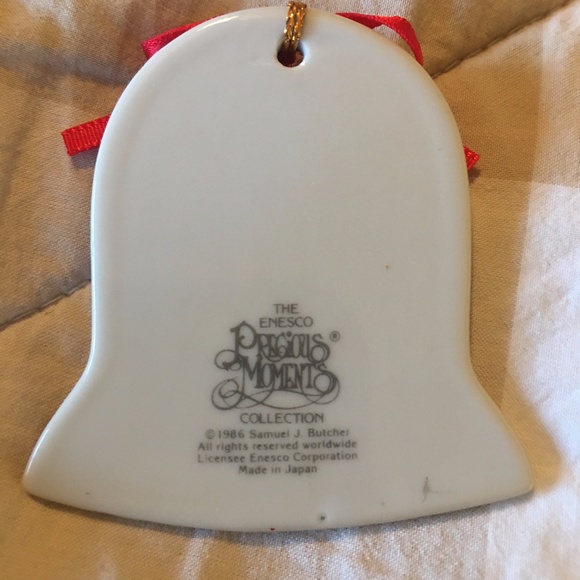 THE
ENESCO
PRECIOUS®
MOMENTS
COLLECTION
©1986 Samuel J. Butcher
All rights reserved worldwide
Licensee Enesco Corporation
Made in Japan